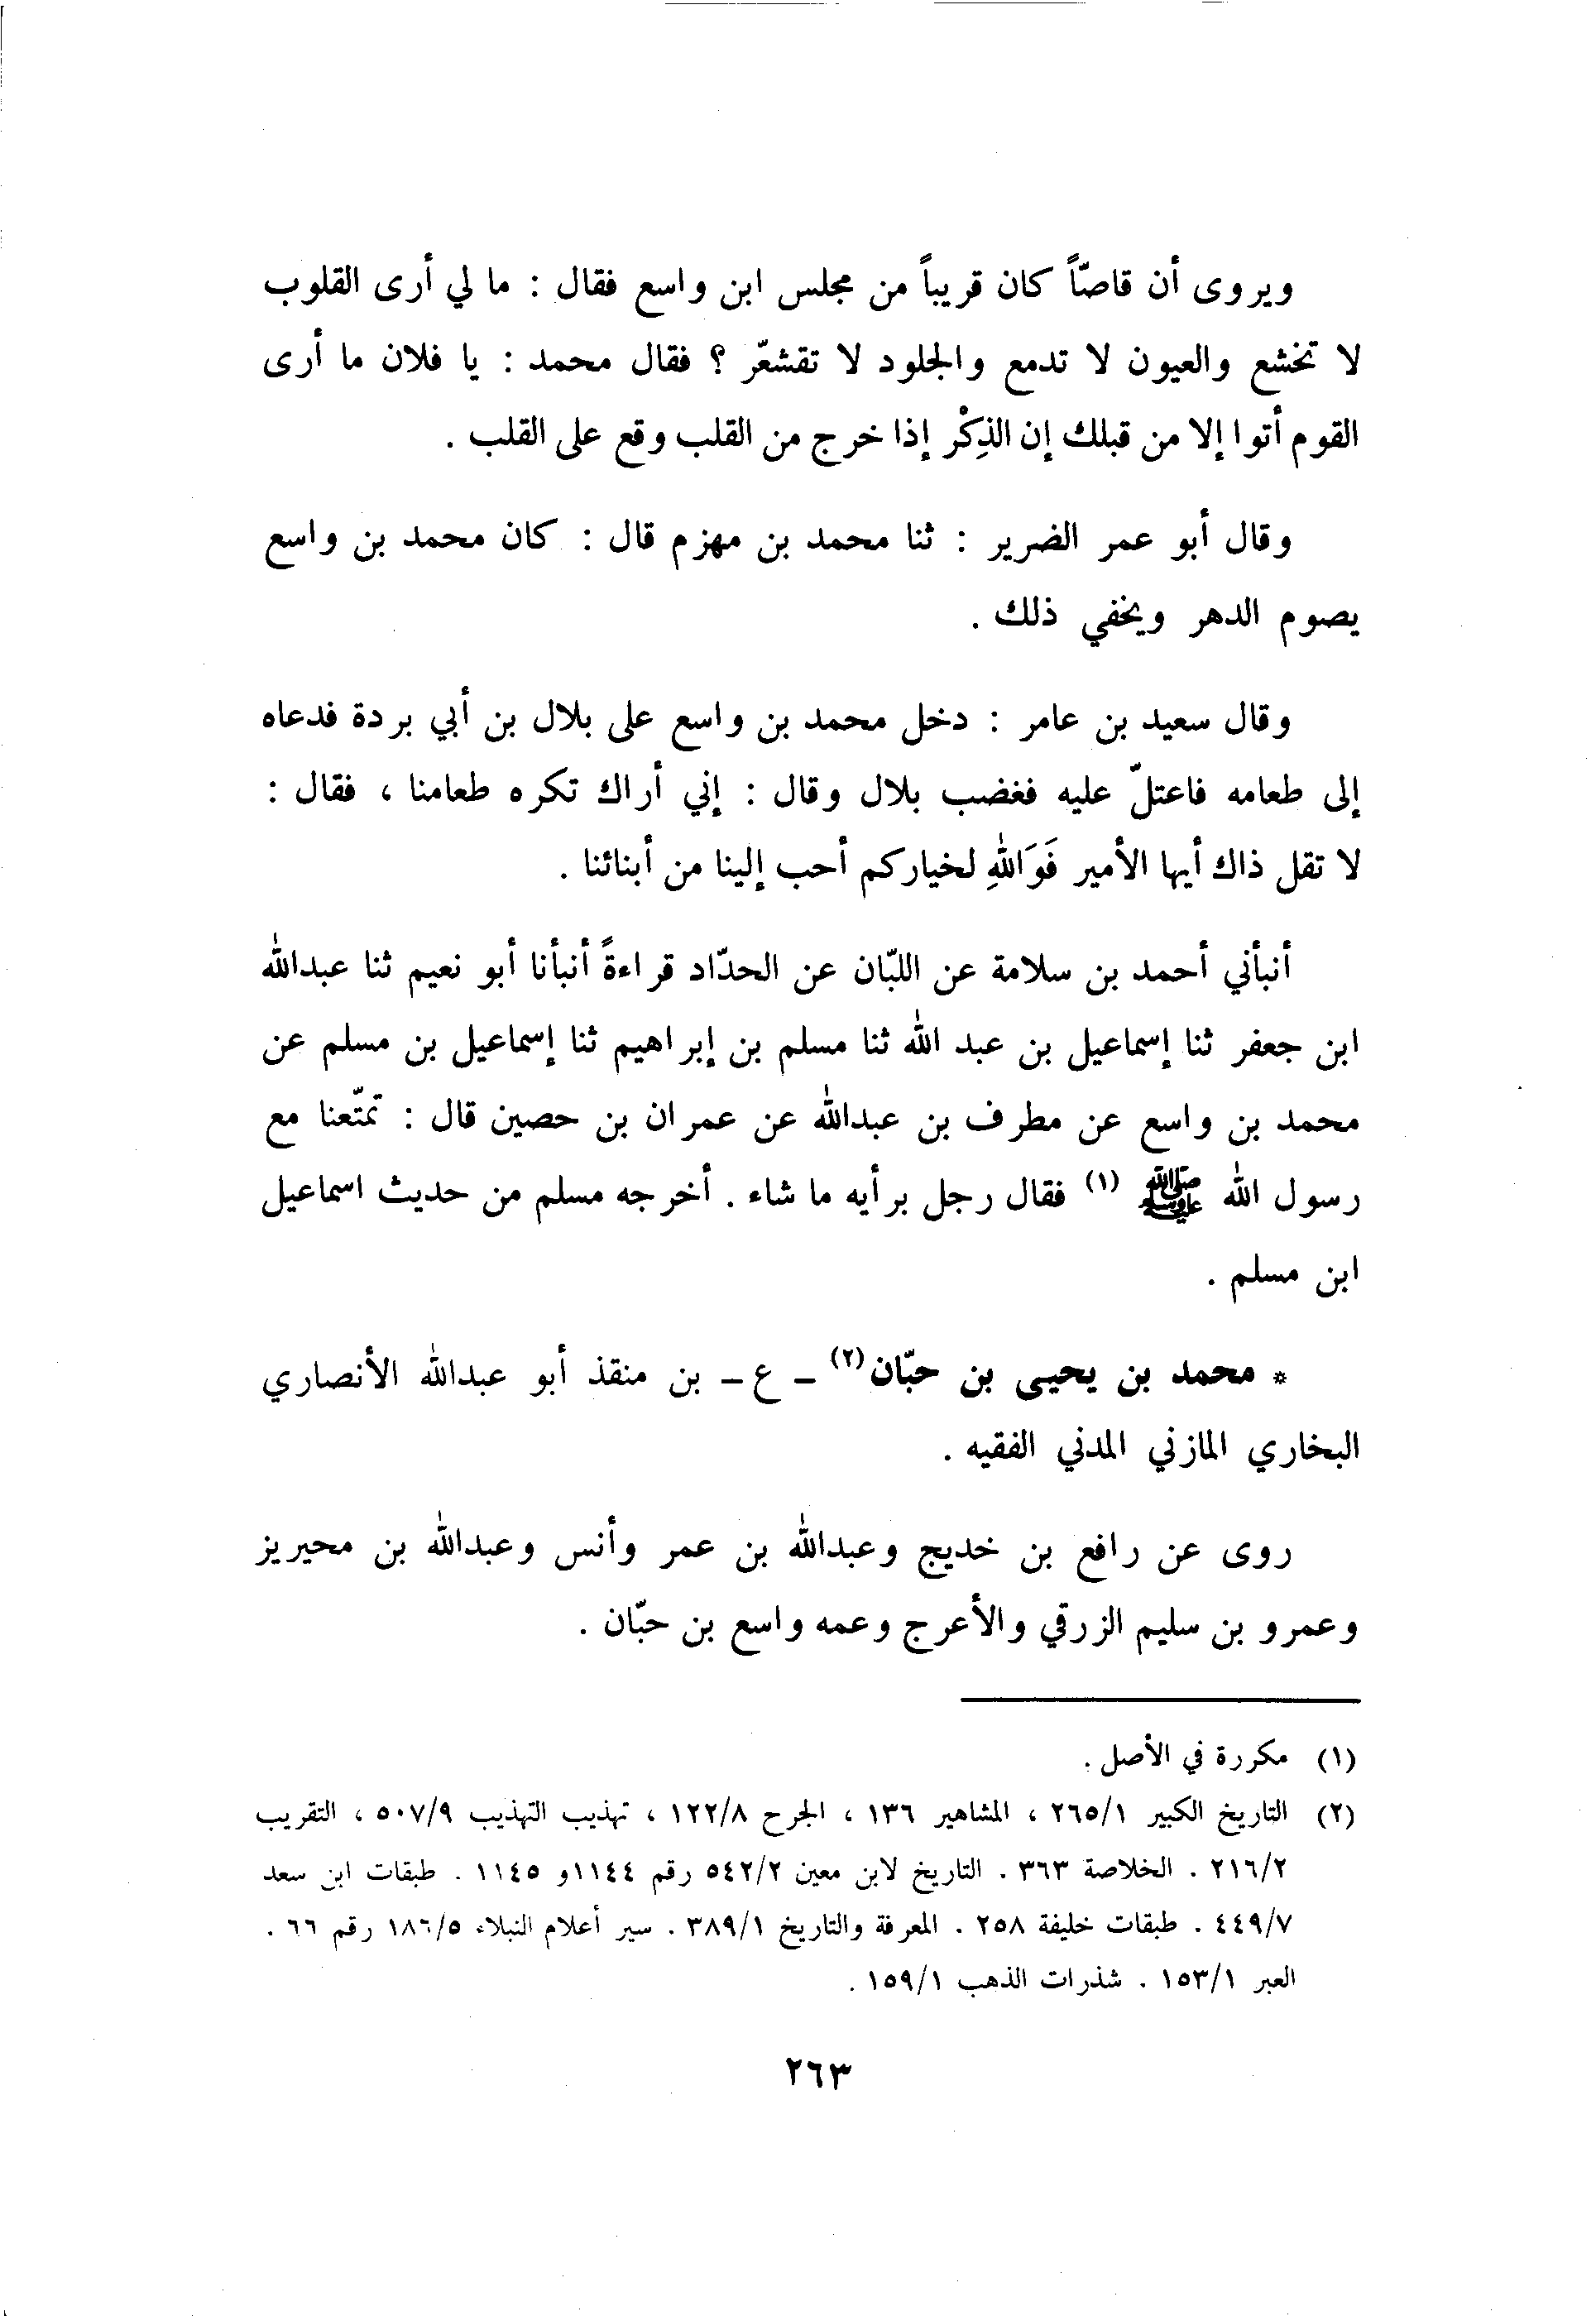 ويروى أن قاصّاً كان قريباً من مجلس ابن واسع فقال : ما لي أرى القلوب
لا تخشع والعيون لا تدمع والجلود لا تقشعرّ ؟ فقال محمد : يا فلان ما أرى
القوم أتوا إلا من قبلك إن الذِكْر إذا خرج من القلب وقع على القلب .
وقال أبو عمر الضرير : ثنا محمد بن مهزم قال : كان محمد بن واسع
يصوم الدهر ويخفي ذلك .
وقال سعيد بن عامر : دخل محمد بن واسع على بلال بن أبي بردة فدعاه
إلى طعامه فاعتلّ عليه فغضب بلال وقال : إني أراك تكره طعامنا ، فقال :
لا تقل ذاك أيها الأمير فَوَاللهِ لخياركم أحب إلينا من أبنائنا .
أنبأني أحمد بن سلامة عن اللبّان عن الحدّاد قراءةً أنبأنا أبو نعيم ثنا عبدالله
ابن جعفر ثنا إسماعيل بن عبد الله ثنا مسلم بن إبراهيم ثنا إسماعيل بن مسلم عن
محمد بن واسع عن مطرف بن عبدالله عن عمران بن حصين قال : تمتّعنا مع
رسول الله ﷺ (١) فقال رجل برأيه ما شاء . أخرجه مسلم من حديث اسماعيل
ابن مسلم .
* محمد بن يحيى بن حبّان(٢) – ع – بن منقذ أبو عبدالله الأنصاري
البخاري المازني المدني الفقيه .
روى عن رافع بن خديج وعبدالله بن عمر وأنس وعبدالله بن محيريز
وعمرو بن سليم الزرقي والأعرج وعمه واسع بن حبّان .
(١) مكررة في الأصل .
(٢) التاريخ الكبير ٢٦٥/١ ، المشاهير ١٣٦ ، الجرح ١٢٢/٨ ، تهذيب التهذيب ٥٠٧/٩ ، التقريب
٢١٦/٢ . الخلاصة ٣٦٣ . التاريخ لابن معين ٥٤٢/٢ رقم ١١٤٤و ١١٤٥ . طبقات ابن سعد
٤٤٩/٧ . طبقات خليفة ٢٥٨ . المعرفة والتاريخ ٣٨٩/١ . سير أعلام النبلاء ١٨٦/٥ رقم ٦٦ .
العبر ١٥٣/١ . شذرات الذهب ١٥٩/١ .
٢٦٣